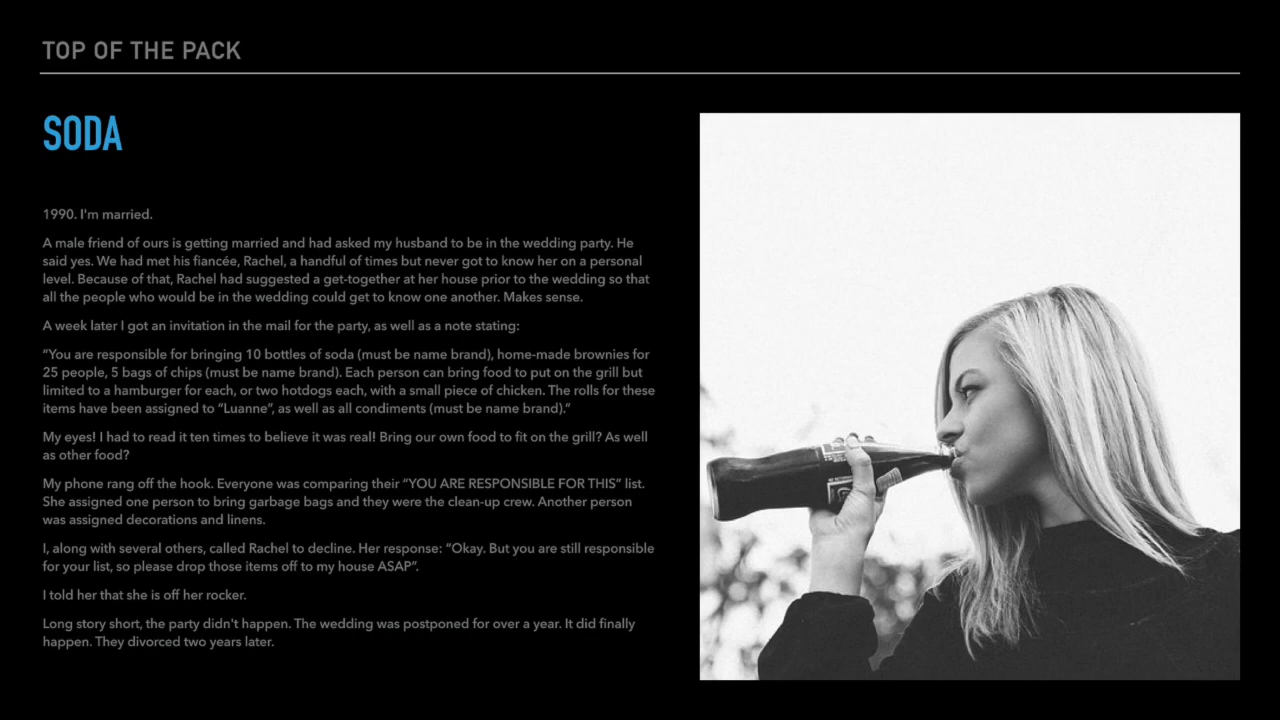 TOP OF THE PACK
SODA
1990. I'm married.
A male friend of ours is getting married and had asked my husband to be in the wedding party. He
said yes. We had met his fiancée, Rachel, a handful of times but never got to know her on a personal
level. Because of that, Rachel had suggested a get-together at her house prior to the wedding so that
all the people who would be in the wedding could get to know one another. Makes sense.
A week later I got an invitation in the mail for the party, as well as a note stating:
“You are responsible for bringing 10 bottles of soda (must be name brand), home-made brownies for
25 people, 5 bags of chips (must be name brand). Each person can bring food to put on the grill but
limited to a hamburger for each, or two hotdogs each, with a small piece of chicken. The rolls for these
items have been assigned to “Luanne”, as well as all condiments (must be name brand).”
My eyes! I had to read it ten times to believe it was real! Bring our own food to fit on the grill? As well
as other food?
My phone rang off the hook. Everyone was comparing their “YOU ARE RESPONSIBLE FOR THIS” list.
She assigned one person to bring garbage bags and they were the clean-up crew. Another person
was assigned decorations and linens.
I, along with several others, called Rachel to decline. Her response: “Okay. But you are still responsible
for your list, so please drop those items off to my house ASAP”.
I told her that she is off her rocker.
Long story short, the party didn't happen. The wedding was postponed for over a year. It did finally
happen. They divorced two years later.